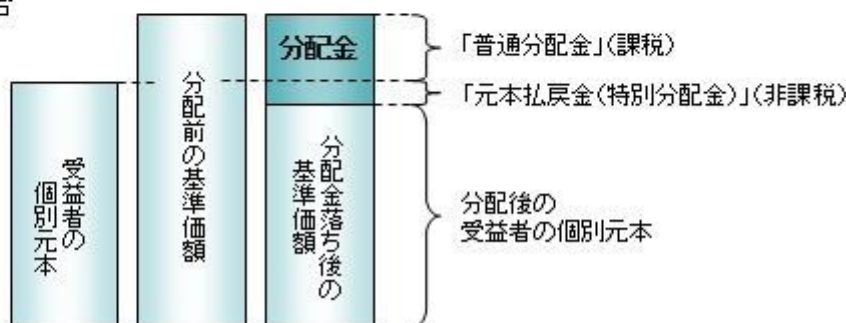 分配金
「普通分配金」(課税)
「元本払戻金(特別分配金)」(非課税)
受益者の
個別元本
分配前の基準価額
分配金落ち後の
基準価額
分配後の
受益者の個別元本